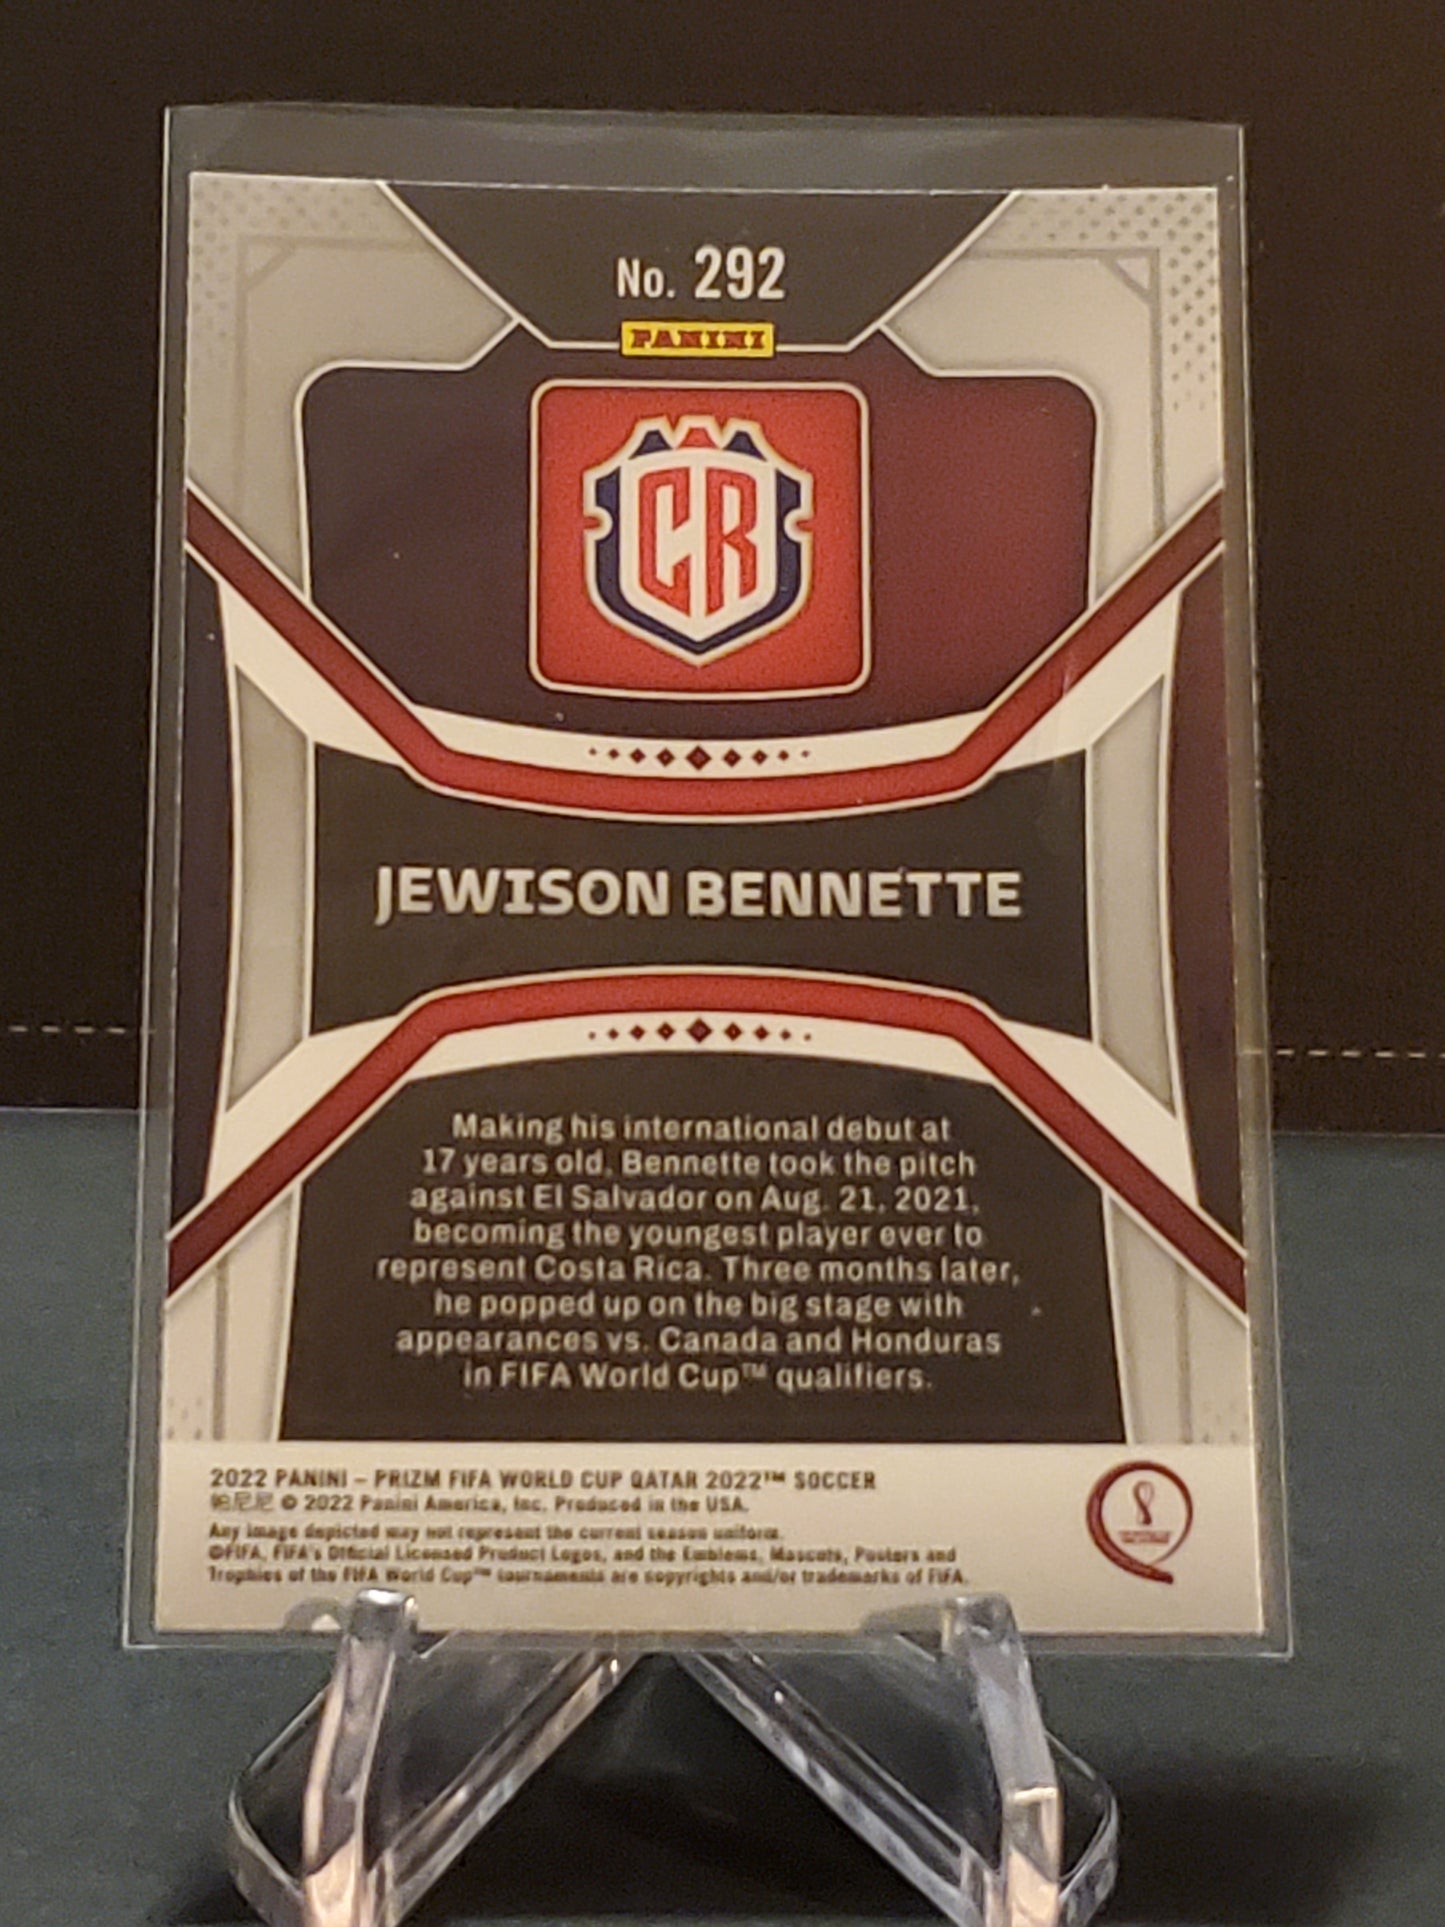 No. 292
PANINI
CR
JEWISON BENNETTE
Making his international debut at
17 years old, Bennette took the pitch
against El Salvador on Aug. 21, 2021,
becoming the youngest player ever to
represent Costa Rica. Three months later,
he popped up on the big stage with
appearances vs. Canada and Honduras
in FIFA World Cup™ qualifiers.
2022 PANINI – PRIZM FIFA WORLD CUP QATAR 2022™ SOCCER
帕尼尼 © 2022 Panini America, Inc. Produced in the USA.
Any image depicted may not represent the current season uniform.
©FIFA, FIFA's Official Licensed Product Logos, and the Emblems, Mascots, Posters and
Trophies of the FIFA World Cup™ tournaments are copyrights and/or trademarks of FIFA.